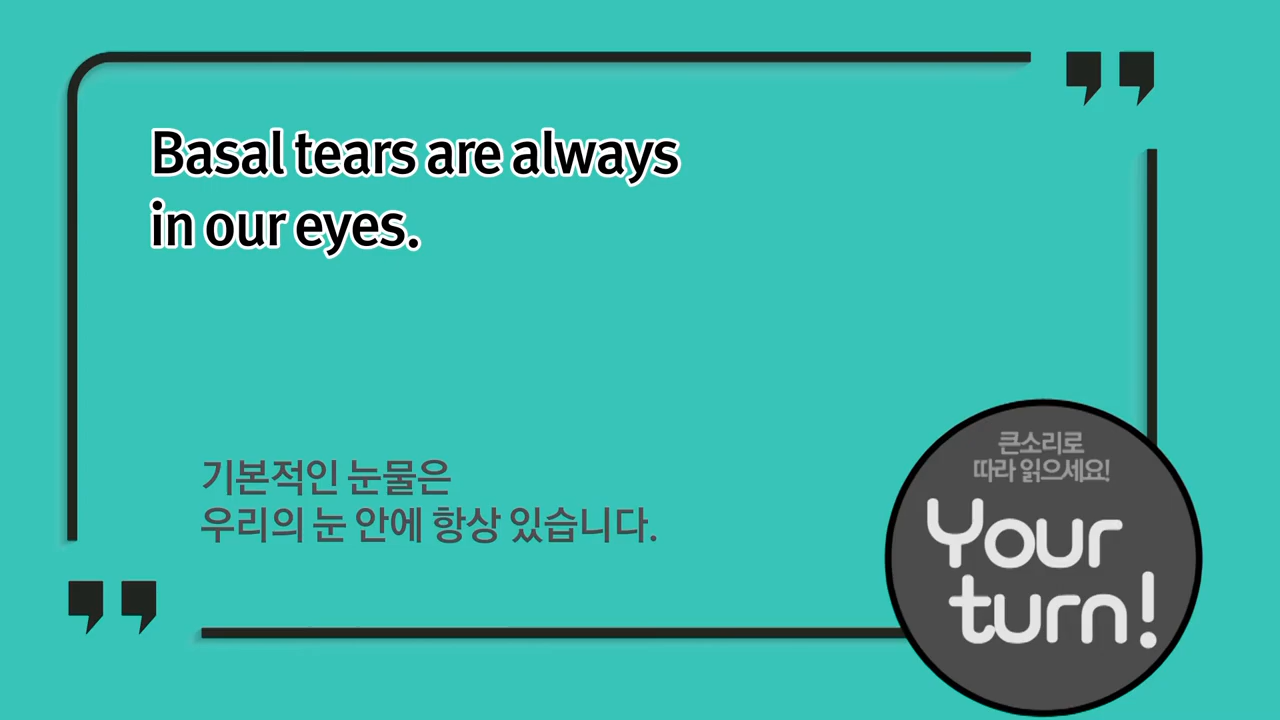 Basal tears are always
in our eyes.
기본적인 눈물은
우리의 눈 안에 항상 있습니다.
큰소리로
따라 읽으세요!
Your
turn!